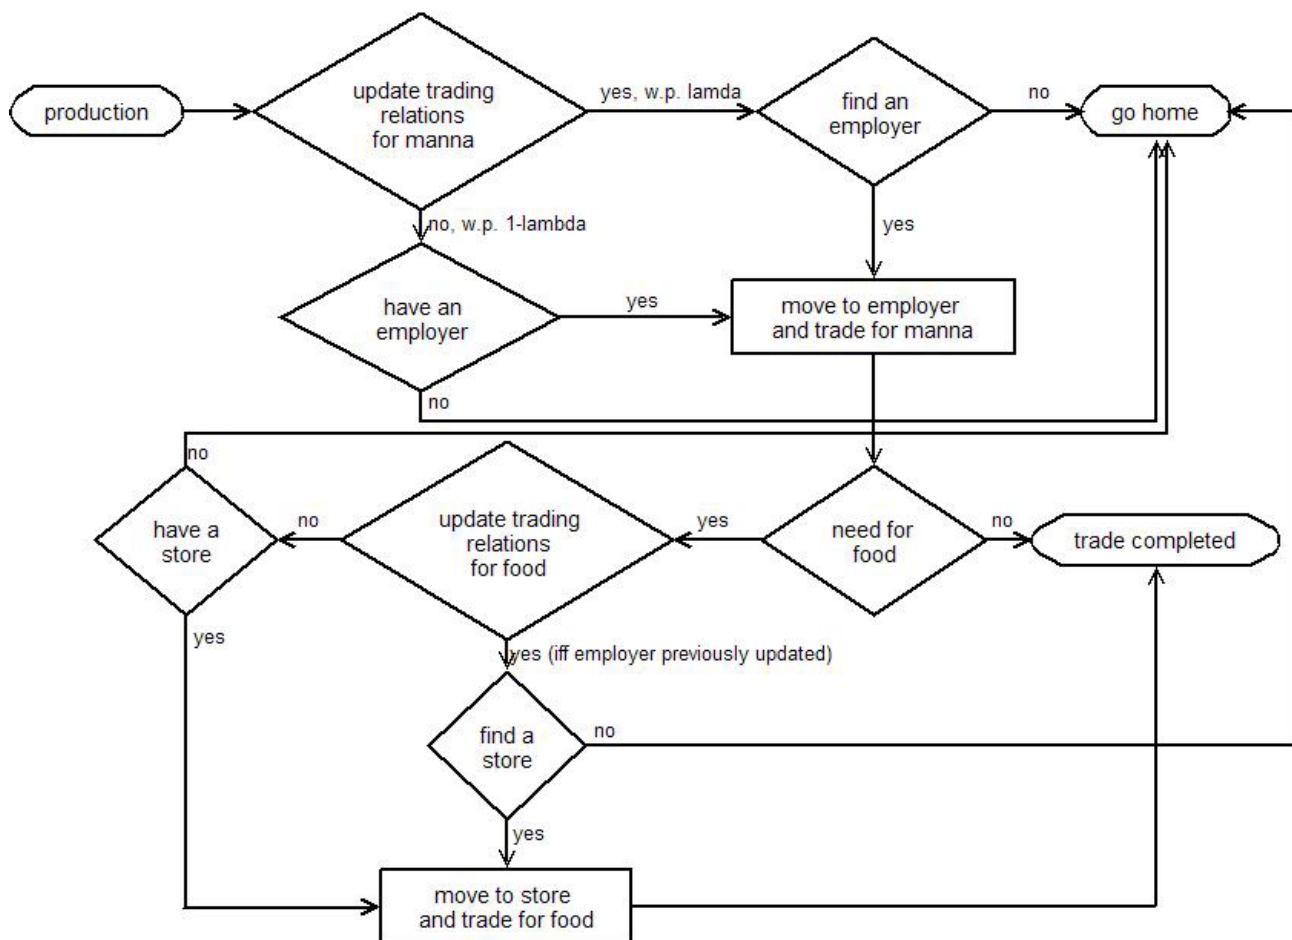 production
update trading
relations
for manna
yes, w.p. lamda
find an
employer
no
go home
no, w.p. 1-lambda
yes
have an
employer
yes
move to employer
and trade for manna
no
no
have a
store
no
update trading
relations
for food
yes
need for
food
no
trade completed
yes
yes (iff employer previously updated)
find a
store
no
yes
move to store
and trade for food